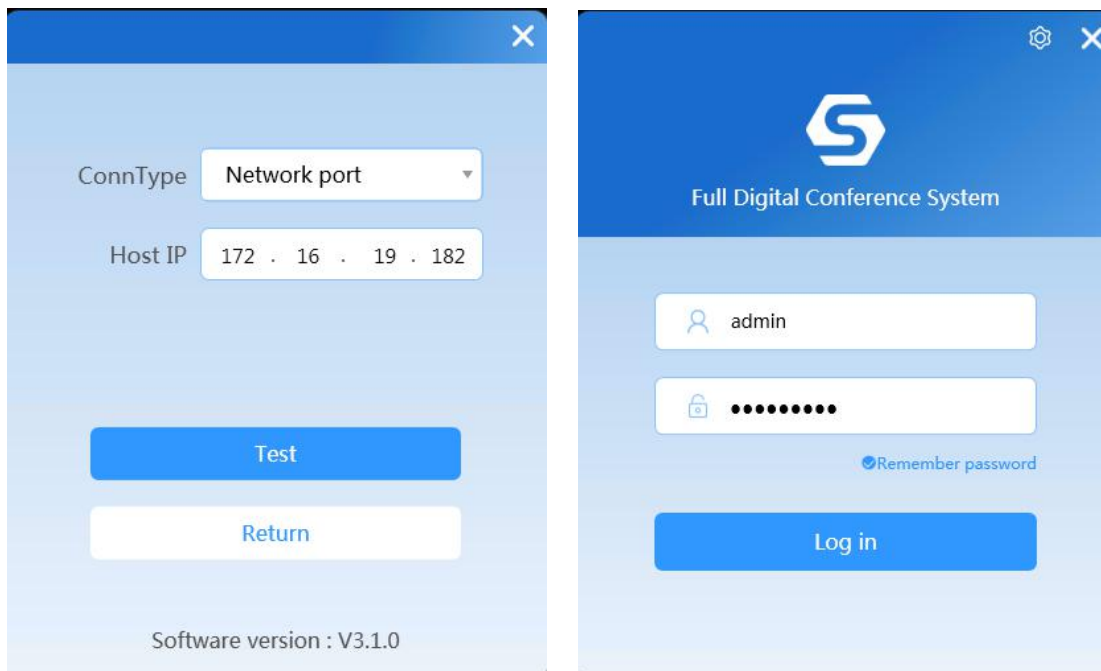 ConnType Network port
Host IP 172 . 16 . 19 . 182
Test
Return
Software version : V3.1.0
Full Digital Conference System
admin
•••••••••
Remember password
Log in